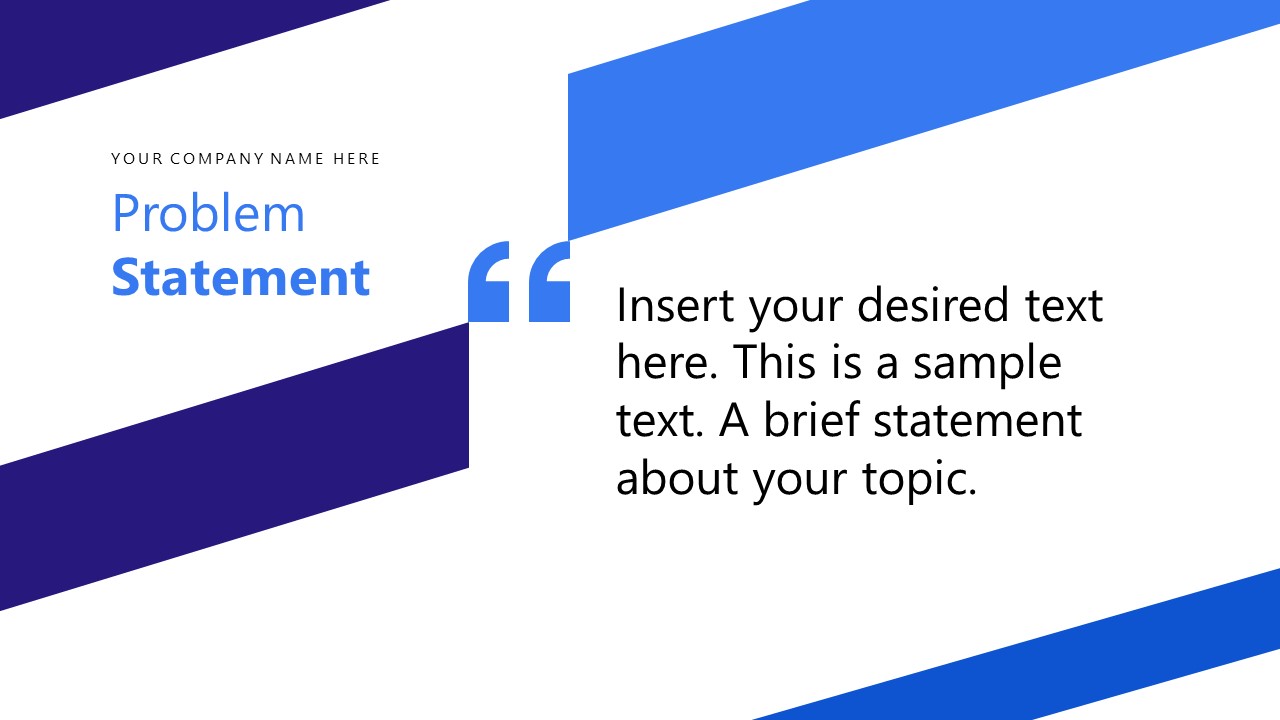 YOUR COMPANY NAME HERE
Problem
Statement
Insert your desired text
here. This is a sample
text. A brief statement
about your topic.